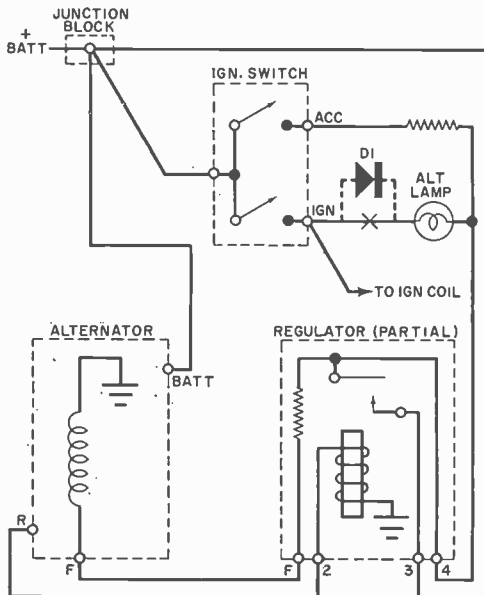 JUNCTION
BLOCK
+
BATT
IGN. SWITCH
ACC
D1
ALT
LAMP
IGN
TO IGN COIL
ALTERNATOR
REGULATOR (PARTIAL)
BATT
R
F
F
2
3
4